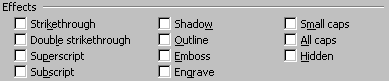 Effects
Strikethrough Shadow Small caps
Double strikethrough Outline All caps
Superscript Emboss Hidden
Subscript Engrave